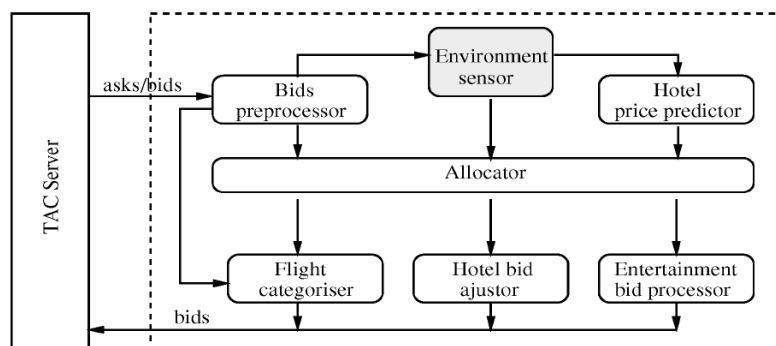 TAC Server
asks/bids
Bids
preprocessor
Environment
sensor
Hotel
price predictor
Allocator
Flight
categoriser
Hotel bid
ajustor
Entertainment
bid processor
bids